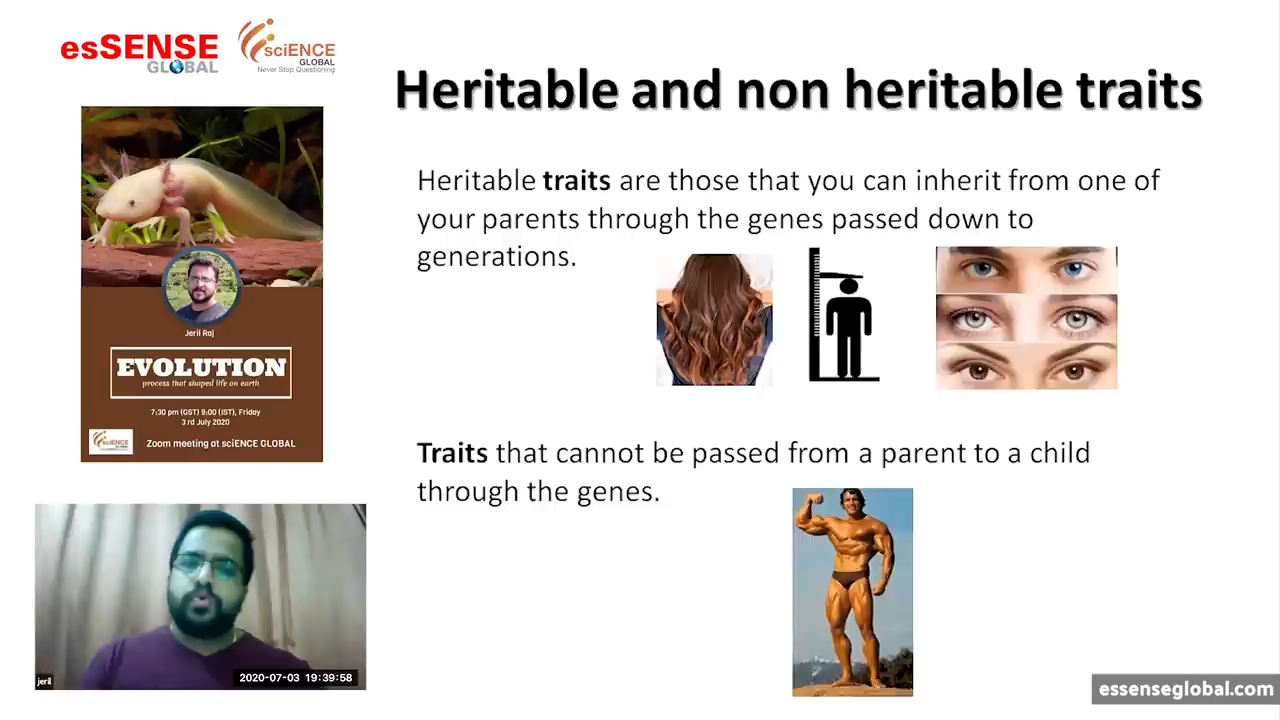 esSENSE
GLOBAL
sciENCE
GLOBAL
Never Stop Questioning
Heritable and non heritable traits
Heritable traits are those that you can inherit from one of
your parents through the genes passed down to
generations.
Jeril Raj
EVOLUTION
process that shaped life on earth
7:30 pm (GST) 9:00 (IST), Friday
3 rd July 2020
sciENCE
Zoom meeting at sciENCE GLOBAL
Traits that cannot be passed from a parent to a child
through the genes.
jeril
2020-07-03 19:39:58
essenseglobal.com